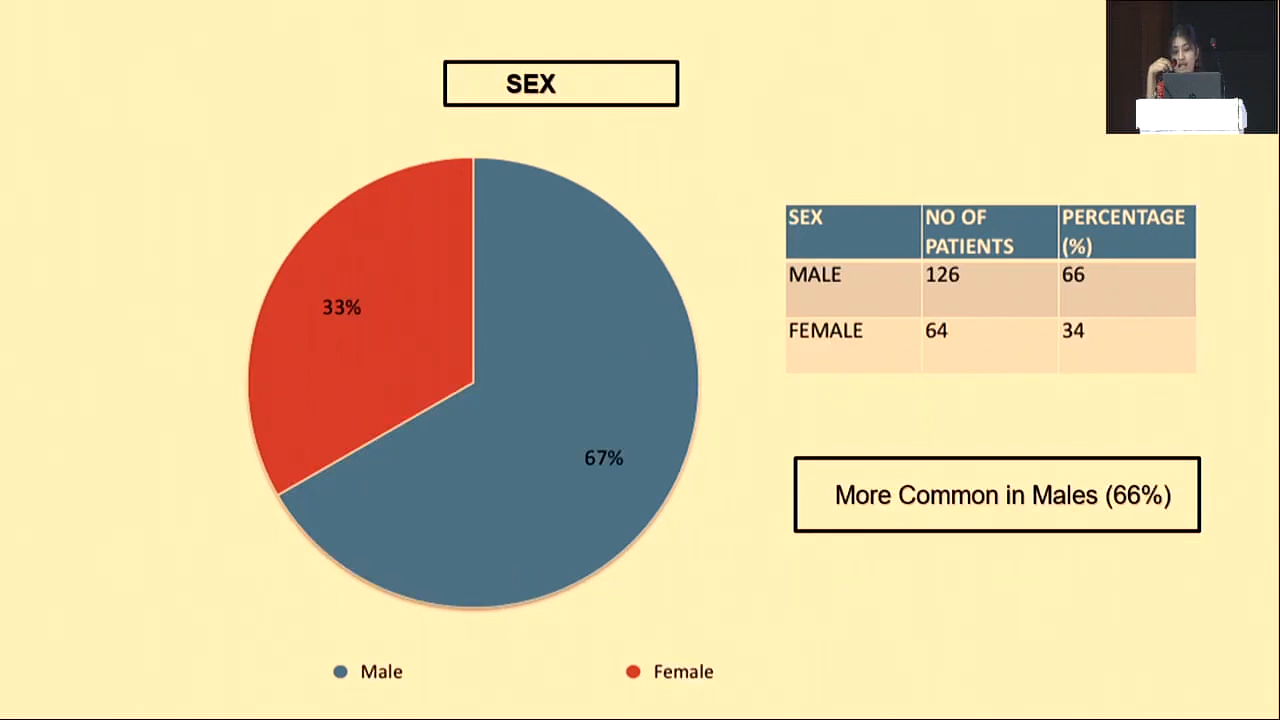 SEX
33%
67%
Male
Female
SEX NO OF PATIENTS PERCENTAGE (%)
MALE 126 66
FEMALE 64 34
More Common in Males (66%)